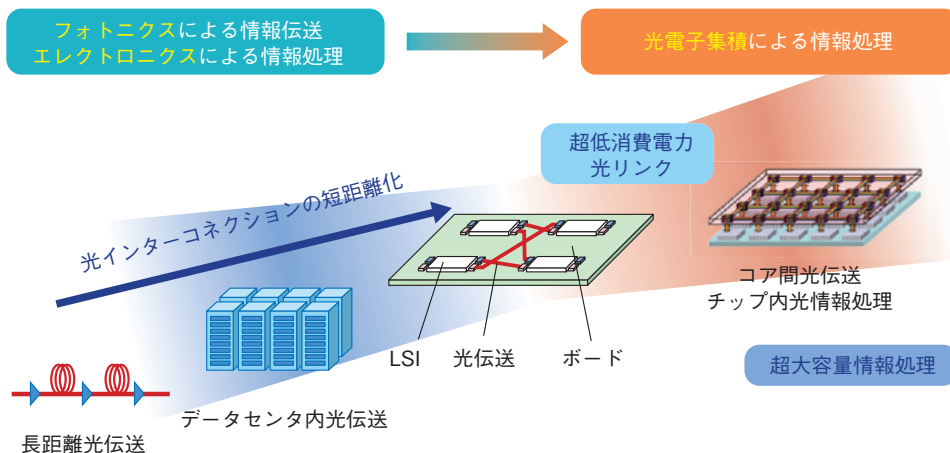 フォトニクスによる情報伝送
エレクトロニクスによる情報処理
光電子集積による情報処理
超低消費電力
光リンク
光インターコネクションの短距離化
コア間光伝送
チップ内光情報処理
LSI
光伝送
ボード
超大容量情報処理
データセンタ内光伝送
長距離光伝送